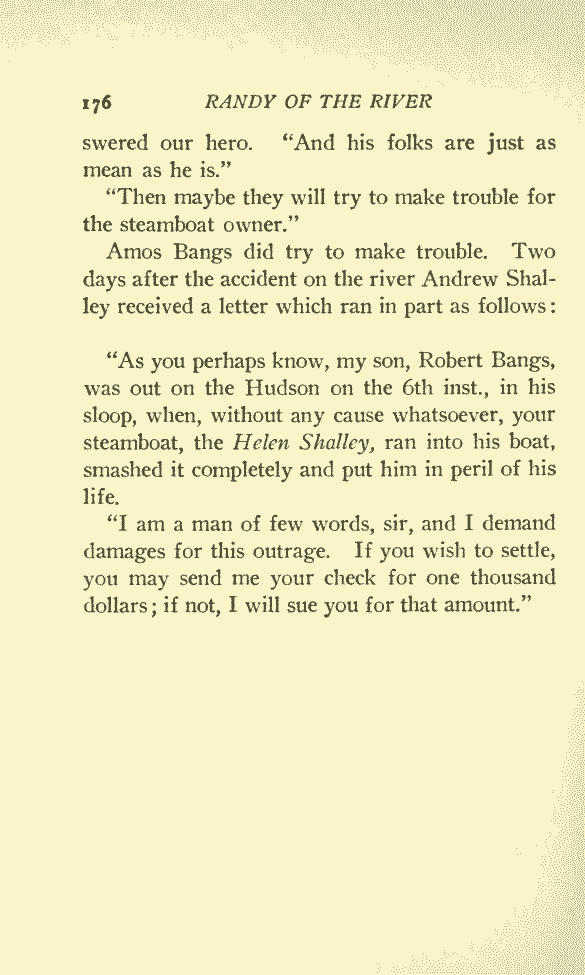 176 RANDY OF THE RIVER
swered our hero. “And his folks are just as
mean as he is.”
“Then maybe they will try to make trouble for
the steamboat owner.”
Amos Bangs did try to make trouble. Two
days after the accident on the river Andrew Shal-
ley received a letter which ran in part as follows:
“As you perhaps know, my son, Robert Bangs,
was out on the Hudson on the 6th inst., in his
sloop, when, without any cause whatsoever, your
steamboat, the Helen Shalley, ran into his boat,
smashed it completely and put him in peril of his
life.
“I am a man of few words, sir, and I demand
damages for this outrage. If you wish to settle,
you may send me your check for one thousand
dollars; if not, I will sue you for that amount.”